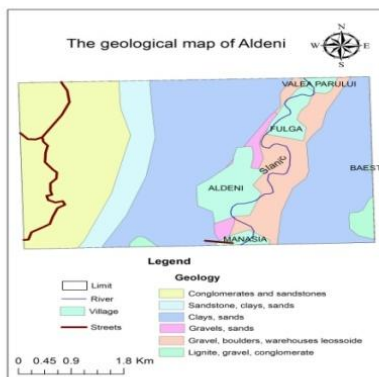 The geological map of Aldeni
N
W E
S
VALEA PARULUI
FULGA
Slanic
BAEST
ALDENI
MANASIA
Legend
Geology
Limit
River
Village
Streets
Conglomerates and sandstones
Sandstone, clays, sands
Clays, sands
Gravels, sands
Gravel, boulders, warehouses leossoide
Lignite, gravel, conglomerate
0 0.45 0.9 1.8 Km